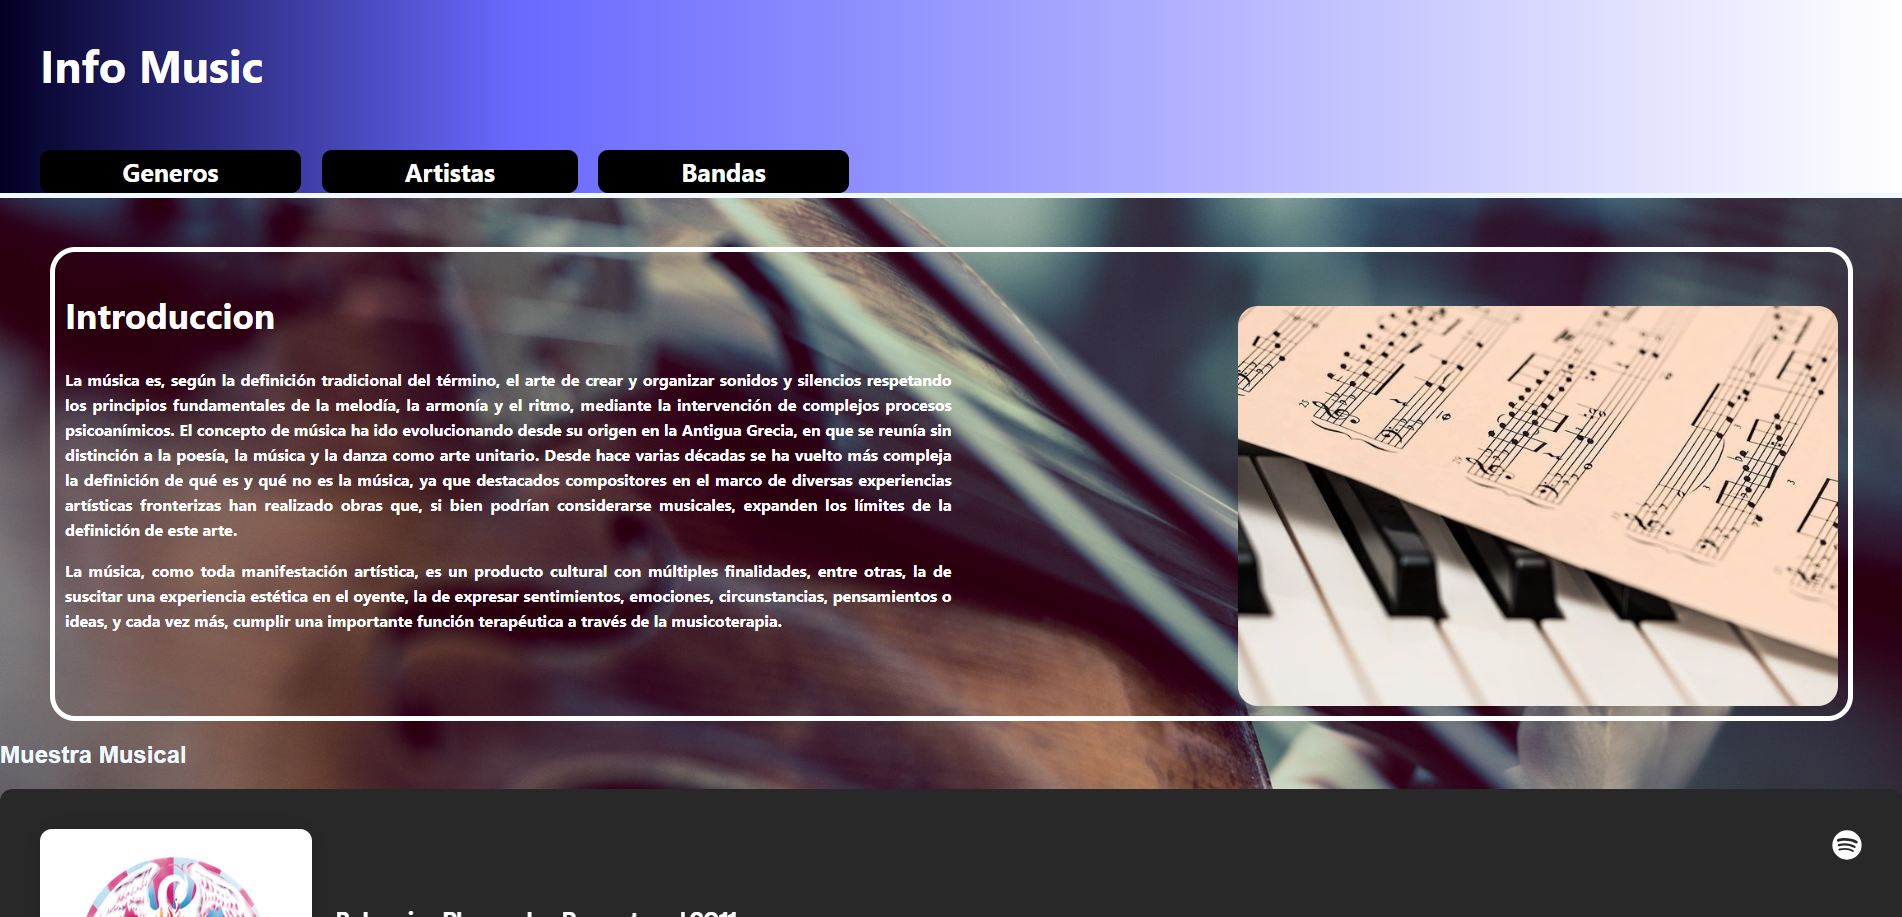 Info Music
Generos
Artistas
Bandas
Introduccion
La música es, según la definición tradicional del término, el arte de crear y organizar sonidos y silencios respetando
los principios fundamentales de la melodía, la armonía y el ritmo, mediante la intervención de complejos procesos
psicoanímicos. El concepto de música ha ido evolucionando desde su origen en la Antigua Grecia, en que se reunía sin
distinción a la poesía, la música y la danza como arte unitario. Desde hace varias décadas se ha vuelto más compleja
la definición de qué es y qué no es la música, ya que destacados compositores en el marco de diversas experiencias
artísticas fronterizas han realizado obras que, si bien podrían considerarse musicales, expanden los límites de la
definición de este arte.
La música, como toda manifestación artística, es un producto cultural con múltiples finalidades, entre otras, la de
suscitar una experiencia estética en el oyente, la de expresar sentimientos, emociones, circunstancias, pensamientos o
ideas, y cada vez más, cumplir una importante función terapéutica a través de la musicoterapia.
Muestra Musical